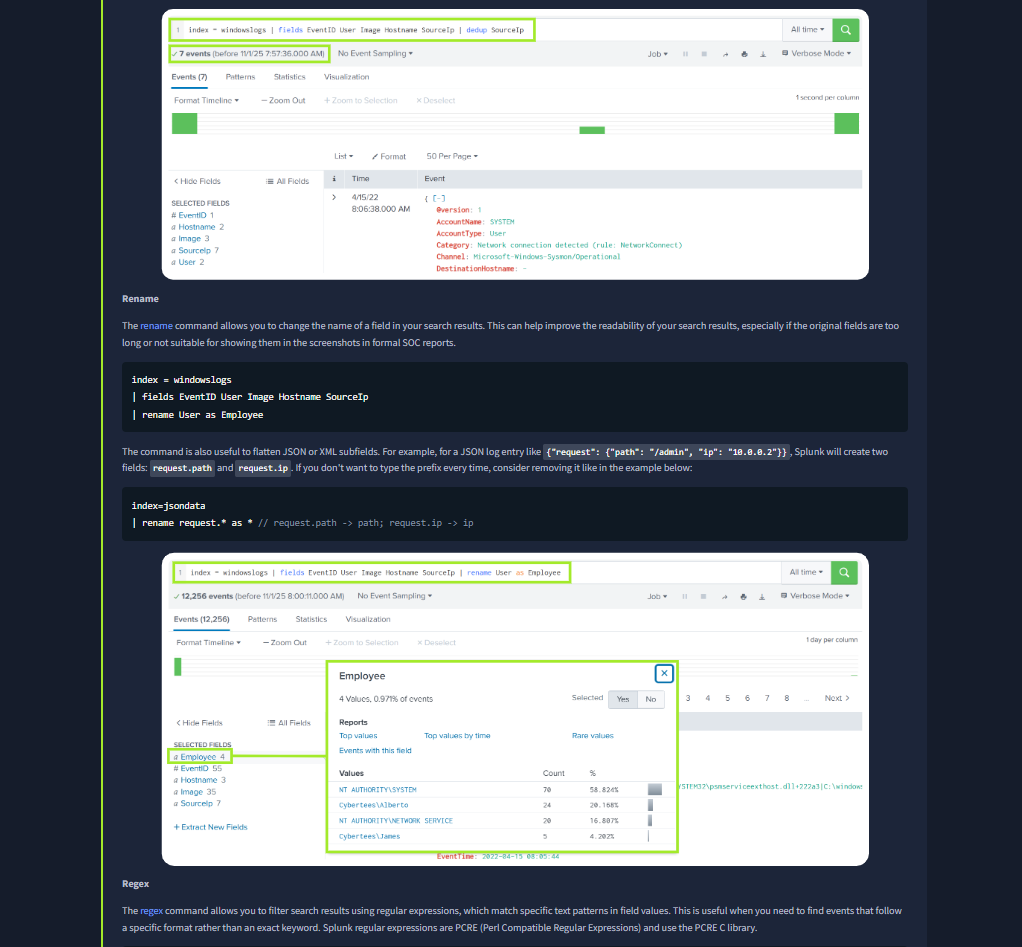 1 index = windowslogs | fields EventID User Image Hostname SourceIp | dedup SourceIp
All time ▾
✓ 7 events (before 11/1/25 7:57:36.000 AM) No Event Sampling ▾ Job ▾ Verbose Mode ▾
Events (7) Patterns Statistics Visualization
Format Timeline ▾ — Zoom Out + Zoom to Selection × Deselect 1 second per column
List ▾ Format 50 Per Page ▾
< Hide Fields All Fields i Time Event
SELECTED FIELDS
# EventID 1
a Hostname 2
a Image 3
a SourceIp 7
a User 2
> 4/15/22
8:06:38.000 AM
{ [-]
@version: 1
AccountName: SYSTEM
AccountType: User
Category: Network connection detected (rule: NetworkConnect)
Channel: Microsoft-Windows-Sysmon/Operational
DestinationHostname: -
Rename
The rename command allows you to change the name of a field in your search results. This can help improve the readability of your search results, especially if the original fields are too
long or not suitable for showing them in the screenshots in formal SOC reports.
index = windowslogs
| fields EventID User Image Hostname SourceIp
| rename User as Employee
The command is also useful to flatten JSON or XML subfields. For example, for a JSON log entry like {"request": {"path": "/admin", "ip": "10.0.0.2"}}, Splunk will create two
fields: request.path and request.ip. If you don't want to type the prefix every time, consider removing it like in the example below:
index=jsondata
| rename request.* as * // request.path -> path; request.ip -> ip
1 index = windowslogs | fields EventID User Image Hostname SourceIp | rename User as Employee
All time ▾
✓ 12,256 events (before 11/1/25 8:00:11.000 AM) No Event Sampling ▾ Job ▾ Verbose Mode ▾
Events (12,256) Patterns Statistics Visualization
Format Timeline ▾ — Zoom Out + Zoom to Selection × Deselect 1 day per column
3 4 5 6 7 8 ... Next >
< Hide Fields All Fields
SELECTED FIELDS
a Employee 4
# EventID 55
a Hostname 3
a Image 35
a SourceIp 7
+ Extract New Fields
Employee ×
4 Values, 0.971% of events Selected Yes No
Reports
Top values Top values by time Rare values
Events with this field
Values Count %
NT AUTHORITY\SYSTEM 70 58.824%
Cybertees\Alberto 24 20.168%
NT AUTHORITY\NETWORK SERVICE 20 16.807%
Cybertees\James 5 4.202%
STEM32\psmserviceexthost.dll+222a3|C:\windows
EventTime: 2022-04-15 08:05:44
Regex
The regex command allows you to filter search results using regular expressions, which match specific text patterns in field values. This is useful when you need to find events that follow
a specific format rather than an exact keyword. Splunk regular expressions are PCRE (Perl Compatible Regular Expressions) and use the PCRE C library.